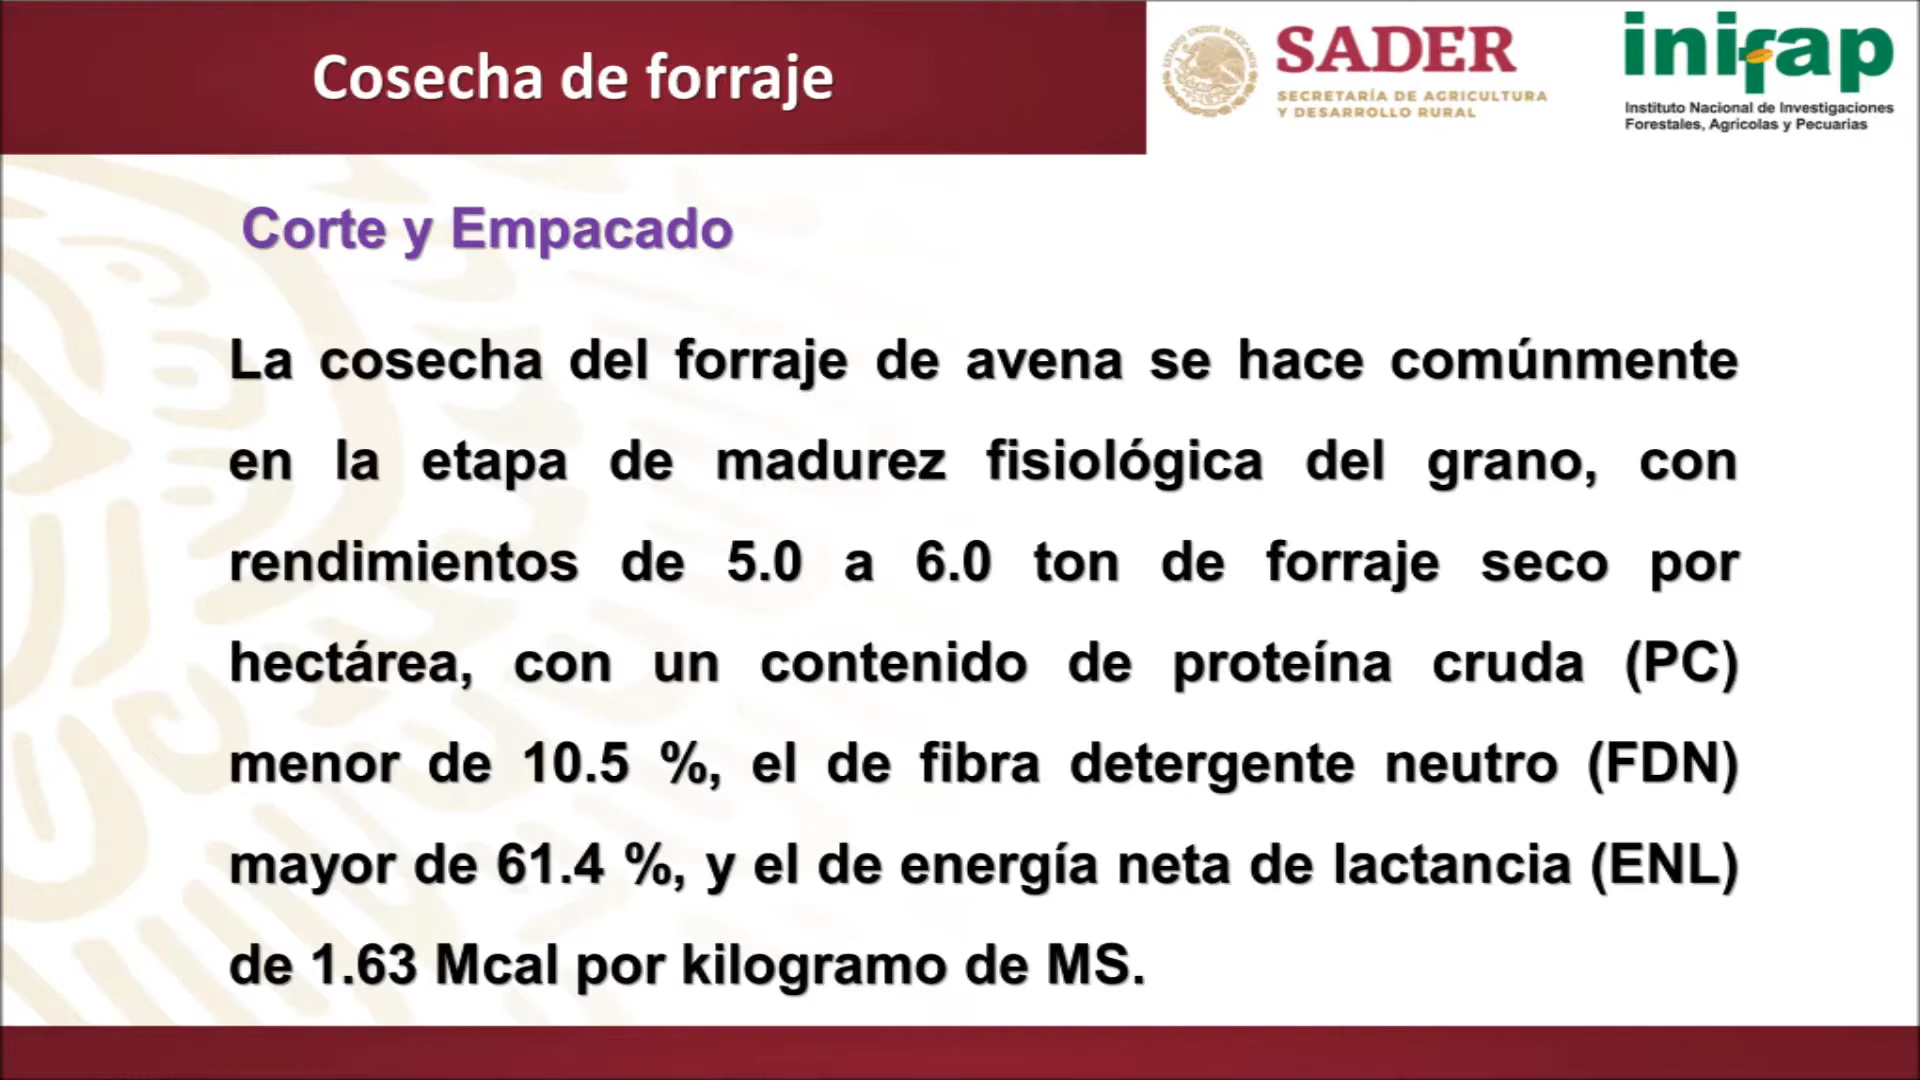 Cosecha de forraje
SADER
SECRETARÍA DE AGRICULTURA
Y DESARROLLO RURAL
inifap
Instituto Nacional de Investigaciones
Forestales, Agrícolas y Pecuarias
Corte y Empacado
La cosecha del forraje de avena se hace comúnmente
en la etapa de madurez fisiológica del grano, con
rendimientos de 5.0 a 6.0 ton de forraje seco por
hectárea, con un contenido de proteína cruda (PC)
menor de 10.5 %, el de fibra detergente neutro (FDN)
mayor de 61.4 %, y el de energía neta de lactancia (ENL)
de 1.63 Mcal por kilogramo de MS.